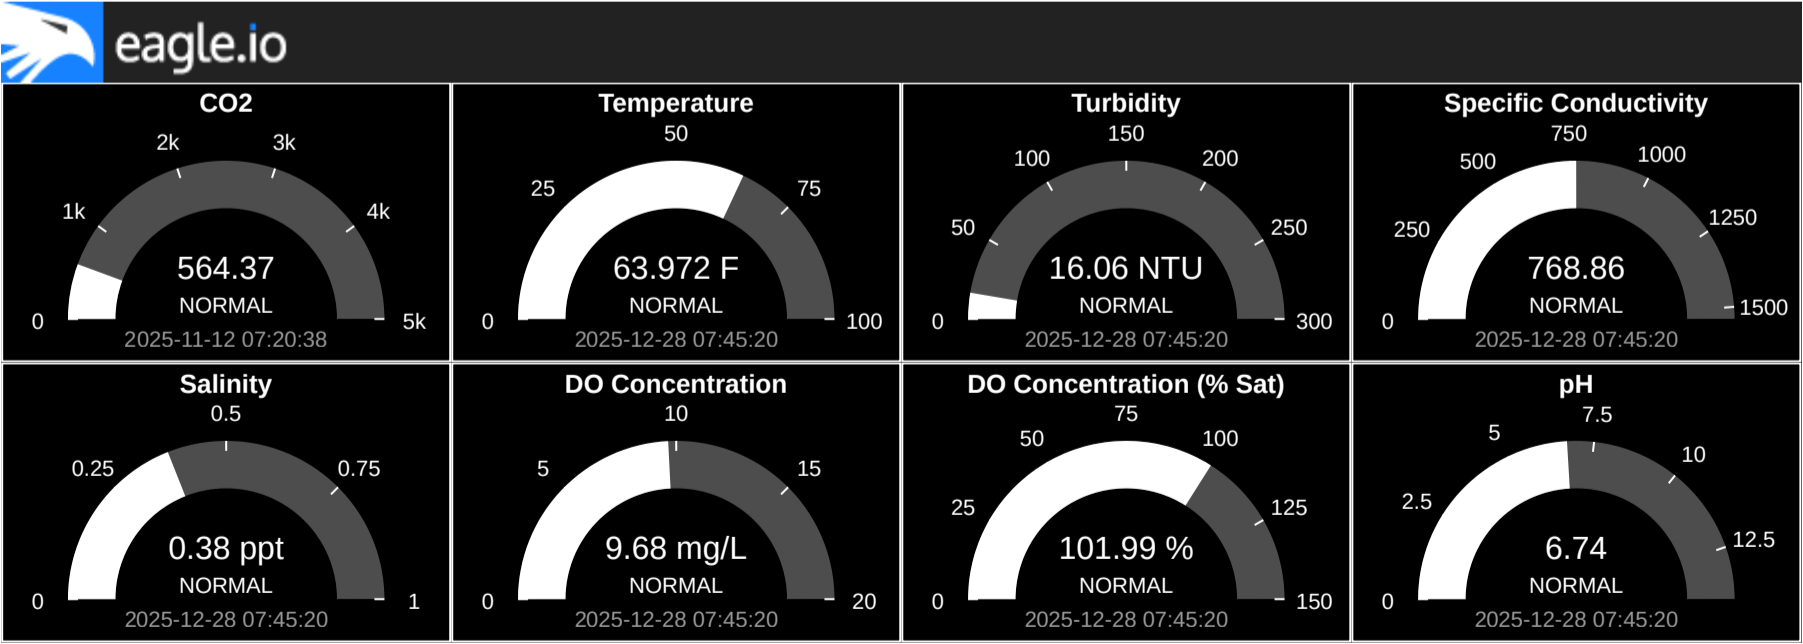 eagle.io
CO2
0
1k
2k
3k
4k
5k
564.37
NORMAL
2025-11-12 07:20:38
Temperature
0
25
50
75
100
63.972 F
NORMAL
2025-12-28 07:45:20
Turbidity
0
50
100
150
200
250
300
16.06 NTU
NORMAL
2025-12-28 07:45:20
Specific Conductivity
0
250
500
750
1000
1250
1500
768.86
NORMAL
2025-12-28 07:45:20
Salinity
0
0.25
0.5
0.75
1
0.38 ppt
NORMAL
2025-12-28 07:45:20
DO Concentration
0
5
10
15
20
9.68 mg/L
NORMAL
2025-12-28 07:45:20
DO Concentration (% Sat)
0
25
50
75
100
125
150
101.99 %
NORMAL
2025-12-28 07:45:20
pH
0
2.5
5
7.5
10
12.5
6.74
NORMAL
2025-12-28 07:45:20